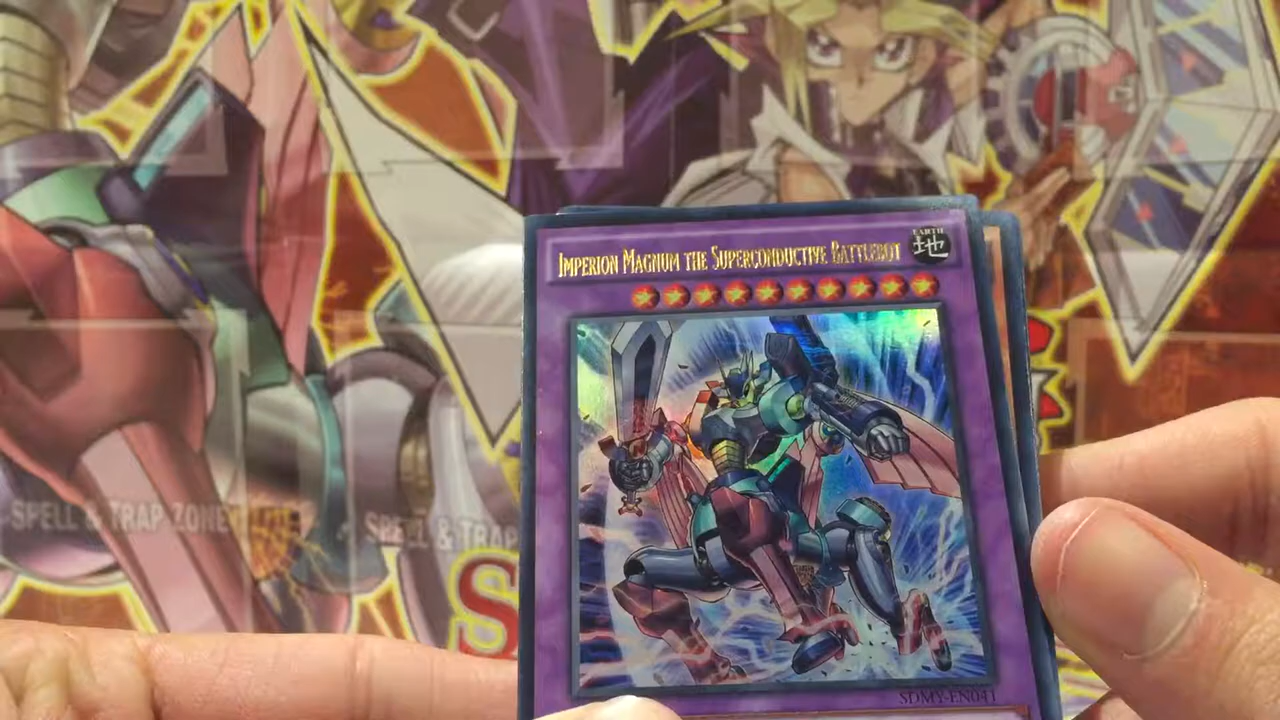 IMPERION MAGNUM THE SUPERCONDUCTIVE BATTLEBOT
EARTH
地
SPELL & TRAP ZONE
SPELL & TRAP
S
SDMY-EN041